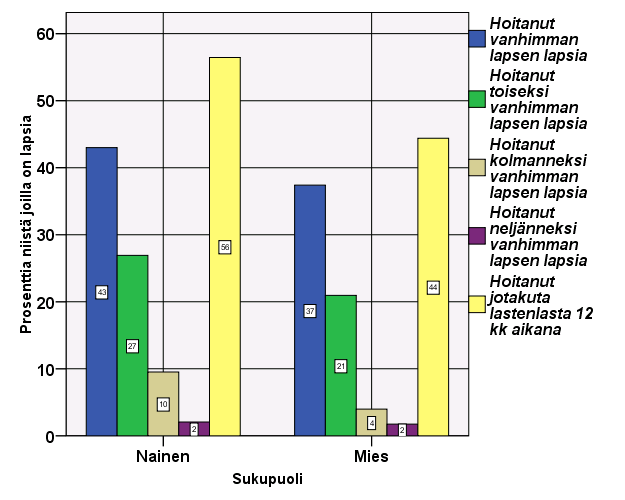 Prosenttia niistä joilla on lapsia
60
50
40
30
20
10
0
43
27
10
2
56
37
21
4
2
44
Nainen
Mies
Sukupuoli
Hoitanut
vanhimman
lapsen lapsia
Hoitanut
toiseksi
vanhimman
lapsen lapsia
Hoitanut
kolmanneksi
vanhimman
lapsen lapsia
Hoitanut
neljänneksi
vanhimman
lapsen lapsia
Hoitanut
jotakuta
lastenlasta 12
kk aikana